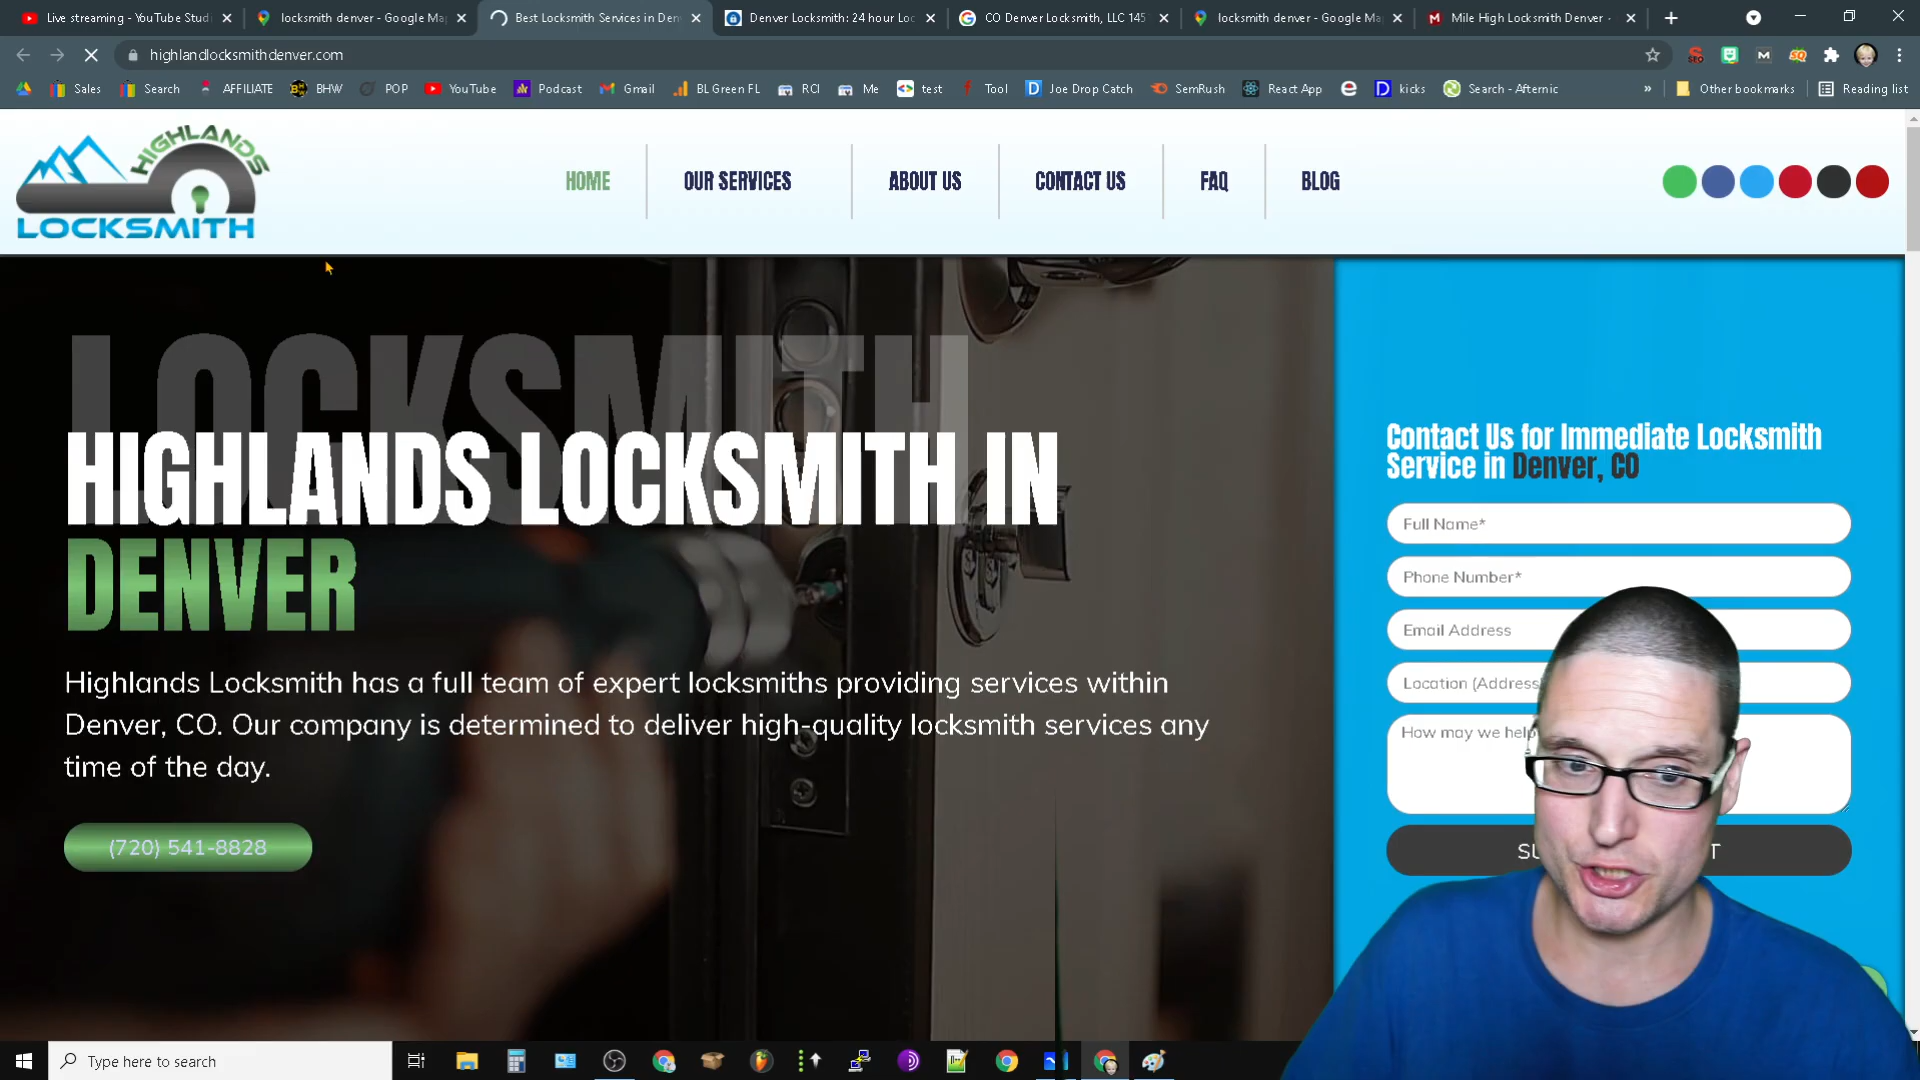 Live streaming - YouTube Studi
locksmith denver - Google Ma
Best Locksmith Services in Den
Denver Locksmith: 24 hour Loc
CO Denver Locksmith, LLC 145
locksmith denver - Google Ma
Mile High Locksmith Denver -
highlandlocksmithdenver.com
Sales
Search
AFFILIATE
BHW
POP
YouTube
Podcast
Gmail
BL Green FL
RCI
Me
test
Tool
Joe Drop Catch
SemRush
React App
kicks
Search - Afternic
»
Other bookmarks
Reading list
HIGHLANDS
LOCKSMITH
HOME
OUR SERVICES
ABOUT US
CONTACT US
FAQ
BLOG
LOCKSMITH
HIGHLANDS LOCKSMITH IN
DENVER
Highlands Locksmith has a full team of expert locksmiths providing services within
Denver, CO. Our company is determined to deliver high-quality locksmith services any
time of the day.
(720) 541-8828
Contact Us for Immediate Locksmith
Service in Denver, CO
Full Name*
Phone Number*
Email Address
Location (Address
How may we help
SU T
Type here to search